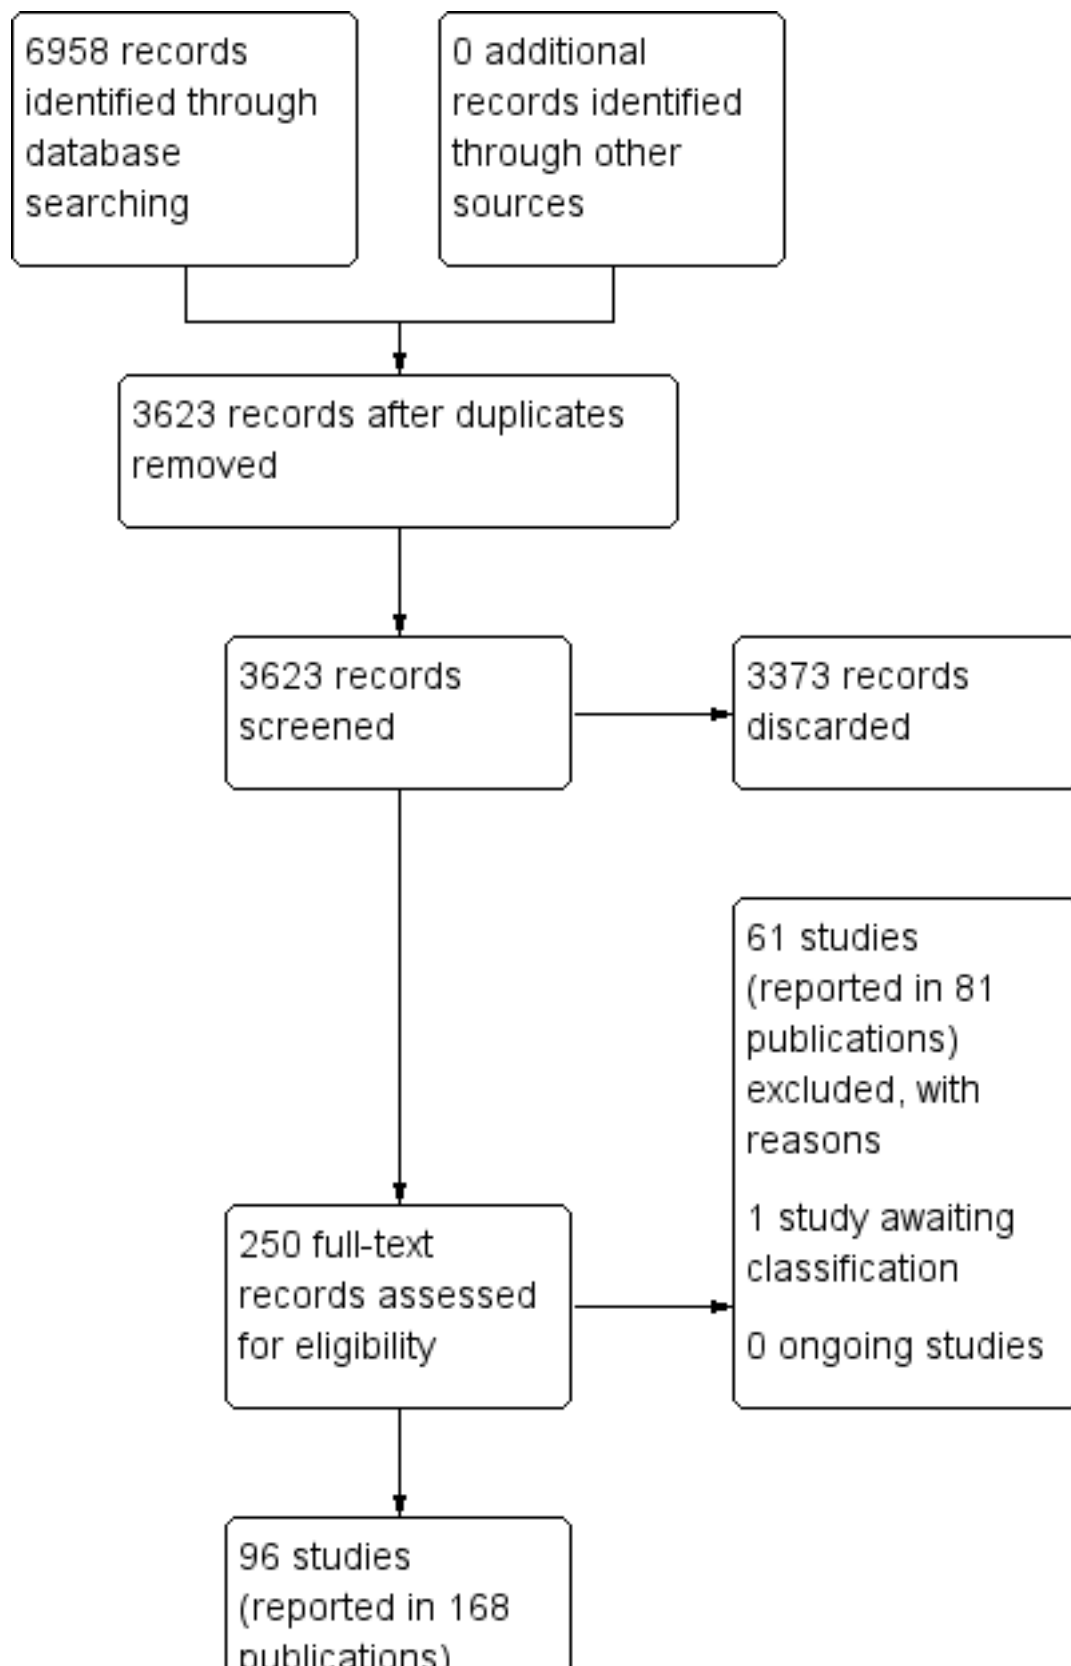 6958 records
identified through
database
searching
0 additional
records identified
through other
sources
3623 records after duplicates
removed
3623 records
screened
3373 records
discarded
61 studies
(reported in 81
publications)
excluded, with
reasons
1 study awaiting
classification
0 ongoing studies
250 full-text
records assessed
for eligibility
96 studies
(reported in 168
publications)